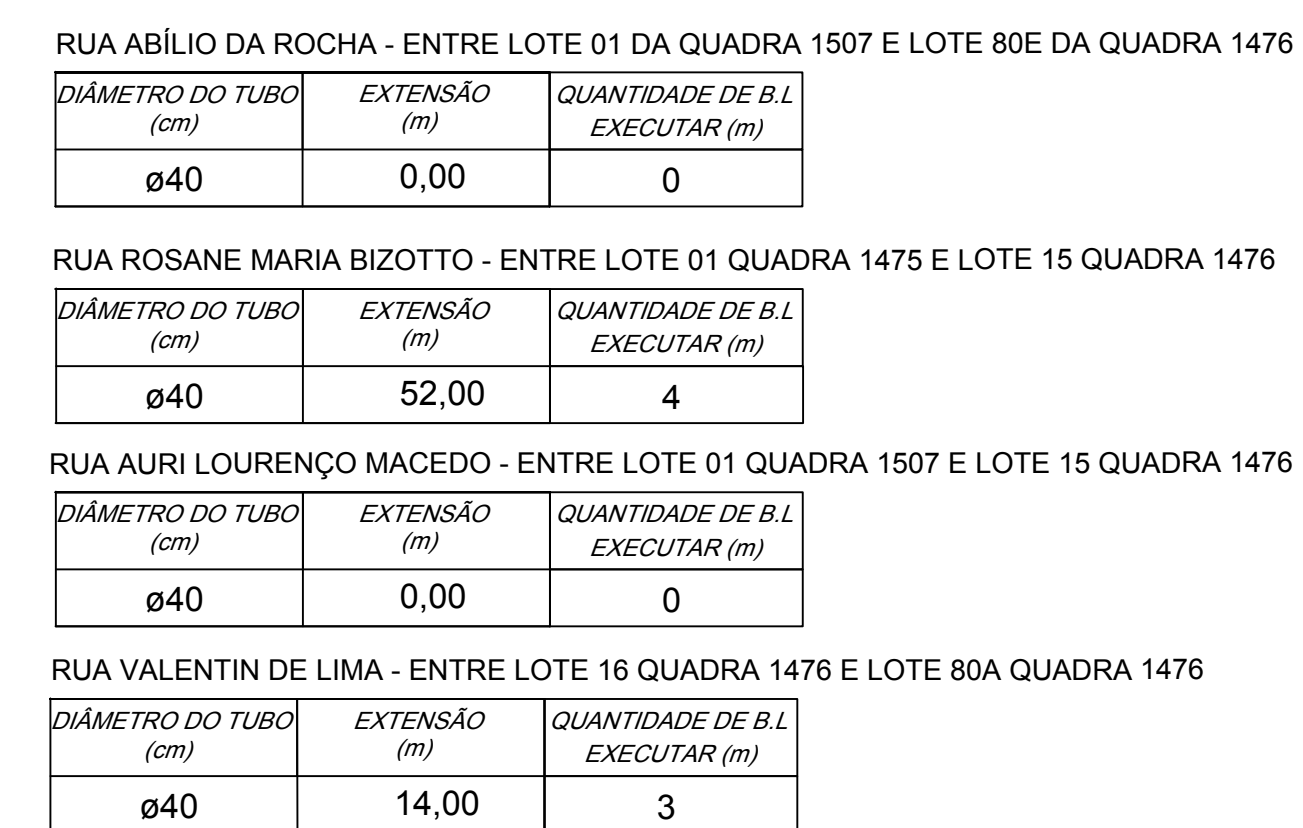 RUA ABÍLIO DA ROCHA - ENTRE LOTE 01 DA QUADRA 1507 E LOTE 80E DA QUADRA 1476
DIÂMETRO DO TUBO (cm) EXTENSÃO (m) QUANTIDADE DE B.L EXECUTAR (m)
ø40 0,00 0
RUA ROSANE MARIA BIZOTTO - ENTRE LOTE 01 QUADRA 1475 E LOTE 15 QUADRA 1476
DIÂMETRO DO TUBO (cm) EXTENSÃO (m) QUANTIDADE DE B.L EXECUTAR (m)
ø40 52,00 4
RUA AURI LOURENÇO MACEDO - ENTRE LOTE 01 QUADRA 1507 E LOTE 15 QUADRA 1476
DIÂMETRO DO TUBO (cm) EXTENSÃO (m) QUANTIDADE DE B.L EXECUTAR (m)
ø40 0,00 0
RUA VALENTIN DE LIMA - ENTRE LOTE 16 QUADRA 1476 E LOTE 80A QUADRA 1476
DIÂMETRO DO TUBO (cm) EXTENSÃO (m) QUANTIDADE DE B.L EXECUTAR (m)
ø40 14,00 3